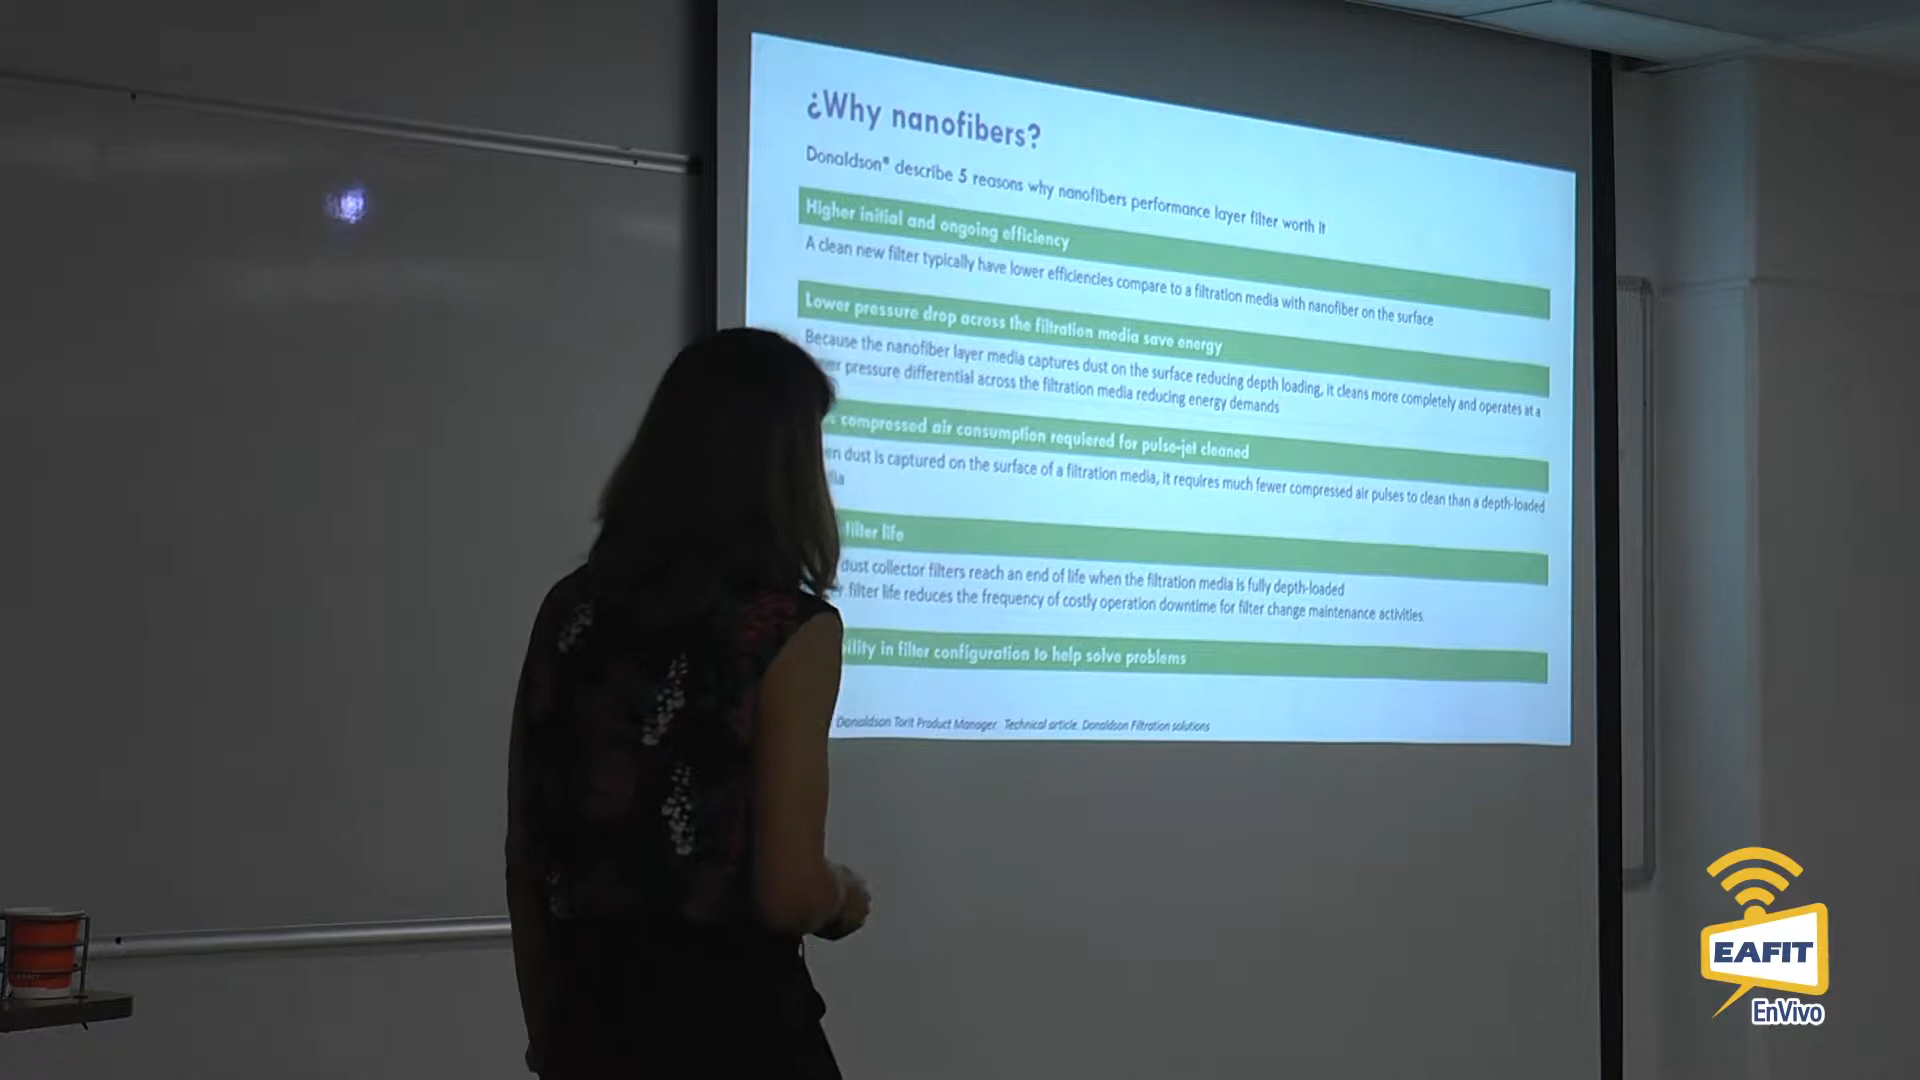 ¿Why nanofibers?
Donaldson® describe 5 reasons why nanofibers performance layer filter worth it
Higher initial and ongoing efficiency
A clean new filter typically have lower efficiencies compare to a filtration media with nanofiber on the surface
Lower pressure drop across the filtration media save energy
Because the nanofiber layer media captures dust on the surface reducing depth loading, it cleans more completely and operates at a
pressure differential across the filtration media reducing energy demands
compressed air consumption requiered for pulse-jet cleaned
dust is captured on the surface of a filtration media, it requires much fewer compressed air pulses to clean than a depth-loaded
filter life
dust collector filters reach an end of life when the filtration media is fully depth-loaded
filter life reduces the frequency of costly operation downtime for filter change maintenance activities.
in filter configuration to help solve problems
Donaldson Torit Product Manager. Technical article. Donaldson Filtration solutions
EAFIT
EnVivo